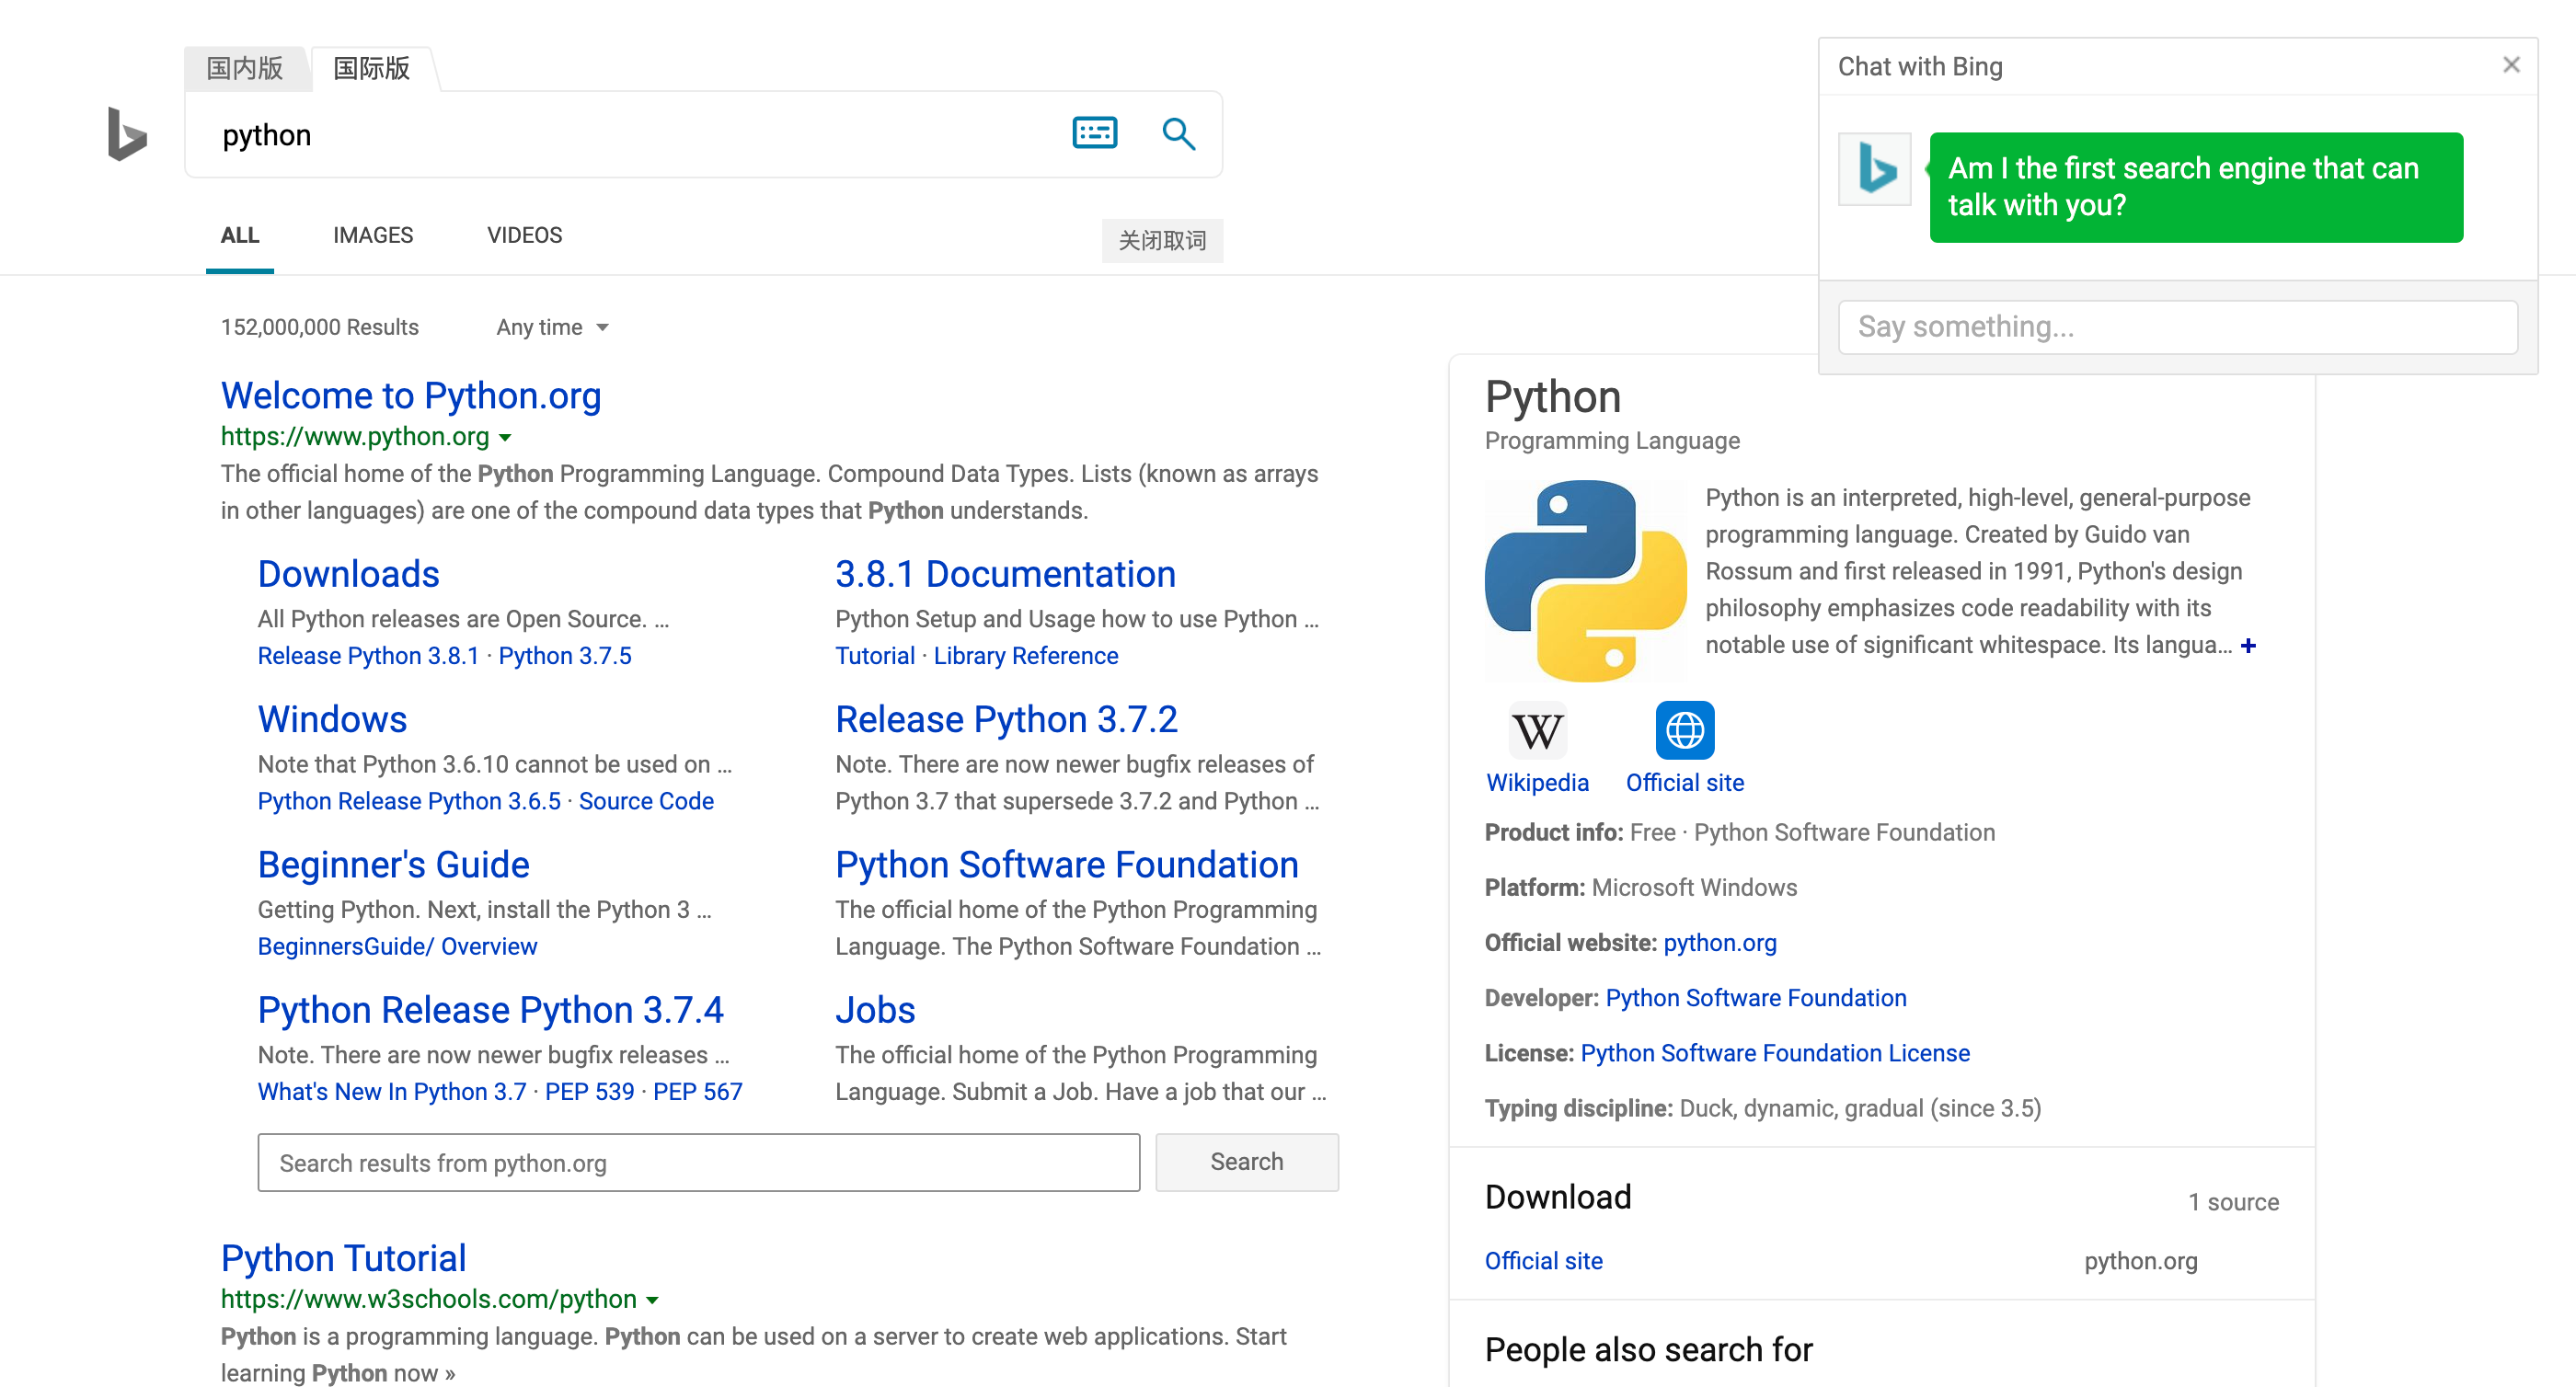 国内版
国际版
python
ALL
IMAGES
VIDEOS
关闭取词
152,000,000 Results
Any time
Welcome to Python.org
https://www.python.org
The official home of the Python Programming Language. Compound Data Types. Lists (known as arrays
in other languages) are one of the compound data types that Python understands.
Downloads
All Python releases are Open Source. ...
Release Python 3.8.1 · Python 3.7.5
3.8.1 Documentation
Python Setup and Usage how to use Python ...
Tutorial · Library Reference
Windows
Note that Python 3.6.10 cannot be used on ...
Python Release Python 3.6.5 · Source Code
Release Python 3.7.2
Note. There are now newer bugfix releases of
Python 3.7 that supersede 3.7.2 and Python ...
Beginner's Guide
Getting Python. Next, install the Python 3 ...
BeginnersGuide/ Overview
Python Software Foundation
The official home of the Python Programming
Language. The Python Software Foundation ...
Python Release Python 3.7.4
Note. There are now newer bugfix releases ...
What's New In Python 3.7 · PEP 539 · PEP 567
Jobs
The official home of the Python Programming
Language. Submit a Job. Have a job that our ...
Search results from python.org
Search
Python Tutorial
https://www.w3schools.com/python
Python is a programming language. Python can be used on a server to create web applications. Start
learning Python now »
Chat with Bing
Am I the first search engine that can
talk with you?
Say something...
Python
Programming Language
Python is an interpreted, high-level, general-purpose
programming language. Created by Guido van
Rossum and first released in 1991, Python's design
philosophy emphasizes code readability with its
notable use of significant whitespace. Its langua... +
W
Wikipedia
Official site
Product info: Free · Python Software Foundation
Platform: Microsoft Windows
Official website: python.org
Developer: Python Software Foundation
License: Python Software Foundation License
Typing discipline: Duck, dynamic, gradual (since 3.5)
Download
1 source
Official site
python.org
People also search for